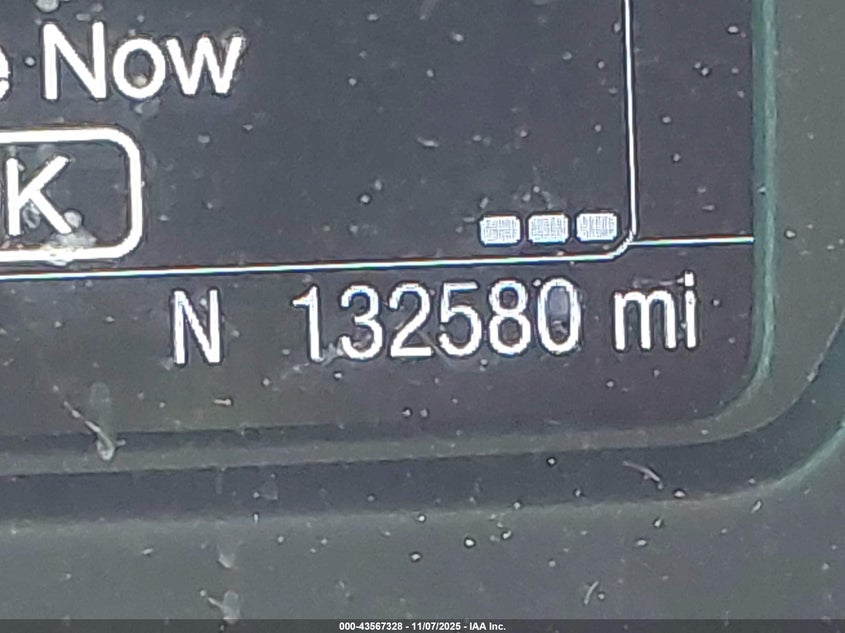 Now
K
N 132580 mi
000-43567328 - 11/07/2025 - IAA Inc.